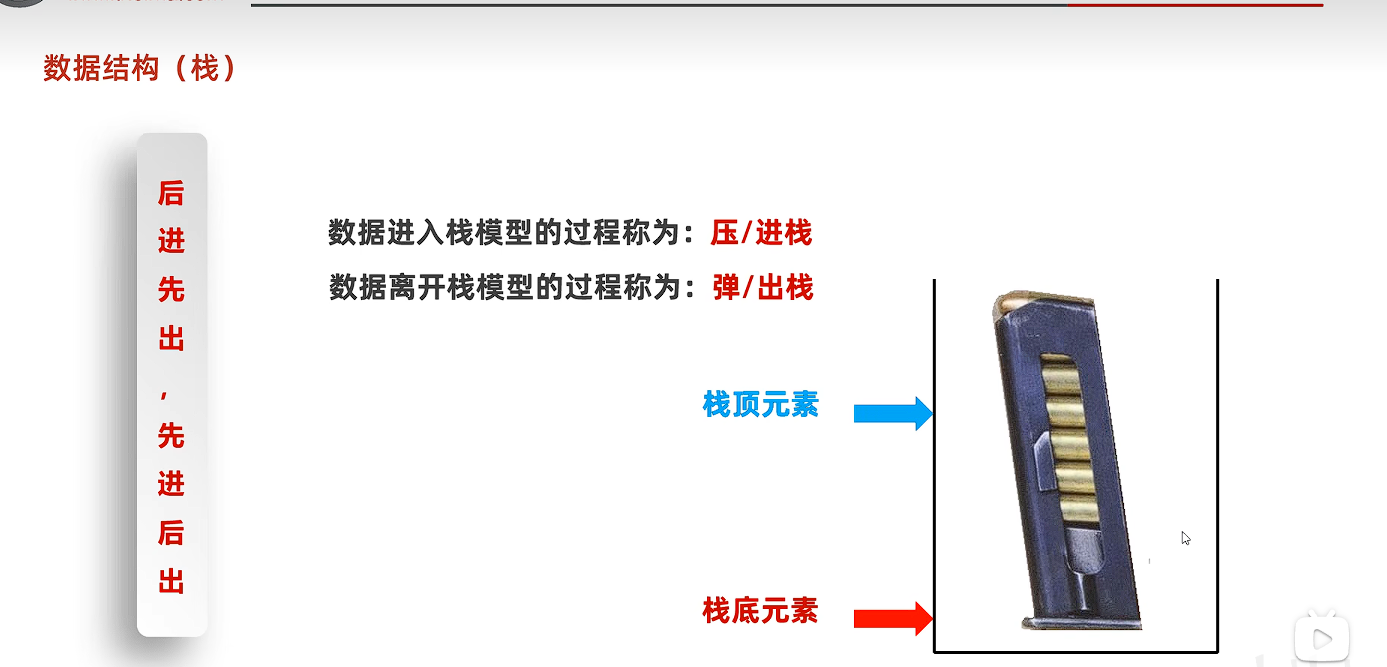 数据结构（栈）
后进先出，先进后出
数据进入栈模型的过程称为：压/进栈
数据离开栈模型的过程称为：弹/出栈
栈顶元素
栈底元素